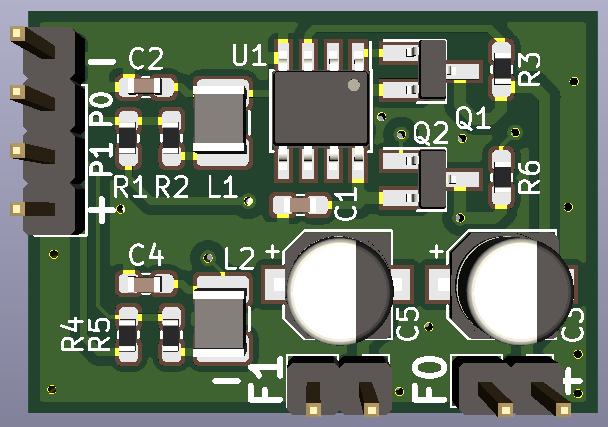 U1
C2
R3
P0
Q1
Q2
P1
R1 R2 L1
C1
R6
+
C4
L2
+
+
R4
R5
C5
C3
-
F1
F0
+
-